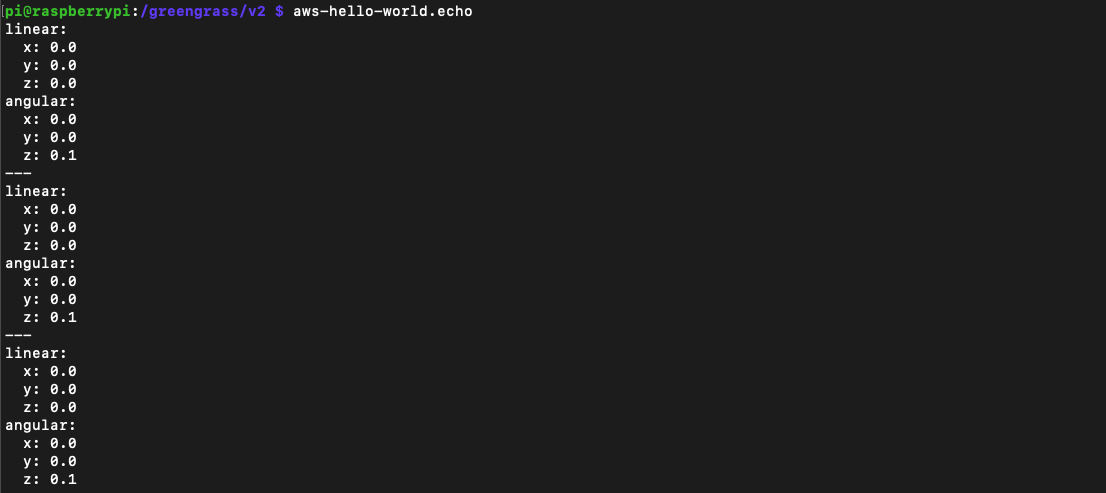 pi@raspberrypi:/greengrass/v2 $ aws-hello-world.echo
linear:
  x: 0.0
  y: 0.0
  z: 0.0
angular:
  x: 0.0
  y: 0.0
  z: 0.1
---
linear:
  x: 0.0
  y: 0.0
  z: 0.0
angular:
  x: 0.0
  y: 0.0
  z: 0.1
---
linear:
  x: 0.0
  y: 0.0
  z: 0.0
angular:
  x: 0.0
  y: 0.0
  z: 0.1